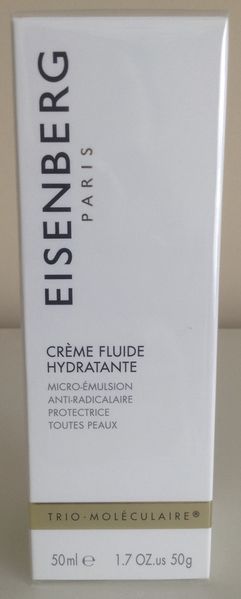 EISENBERG
PARIS
CRÈME FLUIDE
HYDRATANTE
MICRO-ÉMULSION
ANTI-RADICALAIRE
PROTECTRICE
TOUTES PEAUX
TRIO-MOLÉCULAIRE®
50ml ℮ 1.7 OZ.us 50g